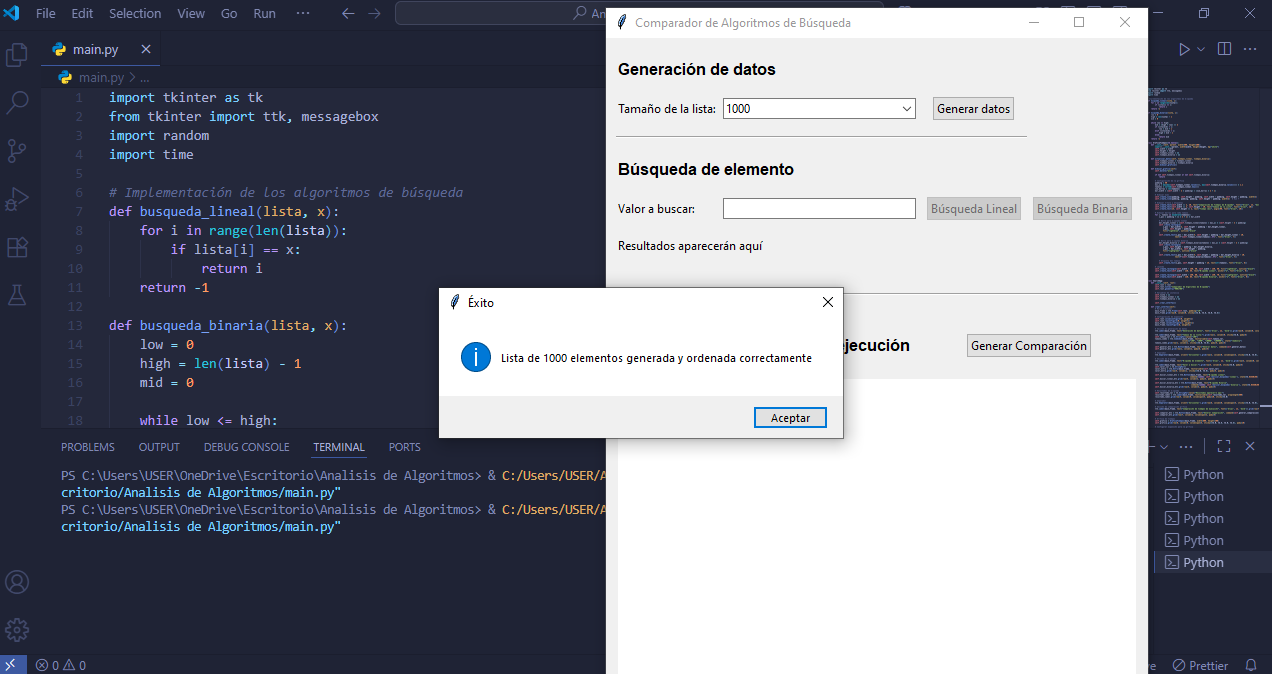 File Edit Selection View Go Run ··· An
main.py
main.py > ...
1 import tkinter as tk
2 from tkinter import ttk, messagebox
3 import random
4 import time
5
6 # Implementación de los algoritmos de búsqueda
7 def busqueda_lineal(lista, x):
8 for i in range(len(lista)):
9 if lista[i] == x:
10 return i
11 return -1
12
13 def busqueda_binaria(lista, x):
14 low = 0
15 high = len(lista) - 1
16 mid = 0
17
18 while low <= high:
Comparador de Algoritmos de Búsqueda
Generación de datos
Tamaño de la lista: 1000 Generar datos
Búsqueda de elemento
Valor a buscar: Búsqueda Lineal Búsqueda Binaria
Resultados aparecerán aquí
ejecución Generar Comparación
Éxito
Lista de 1000 elementos generada y ordenada correctamente
Aceptar
PROBLEMS OUTPUT DEBUG CONSOLE TERMINAL PORTS
PS C:\Users\USER\OneDrive\Escritorio\Analisis de Algoritmos> & C:/Users/USER/A
critorio/Analisis de Algoritmos/main.py"
PS C:\Users\USER\OneDrive\Escritorio\Analisis de Algoritmos> & C:/Users/USER/A
critorio/Analisis de Algoritmos/main.py"
Python
Python
Python
Python
Python
0 0 ve Prettier